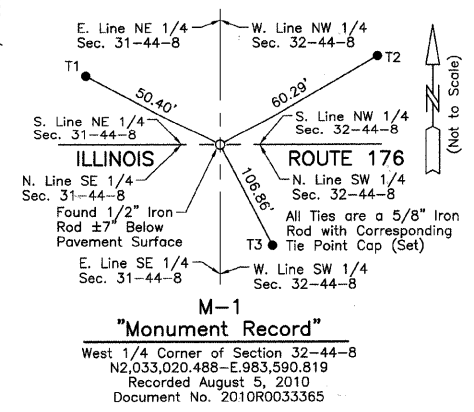 E. Line NE 1/4
Sec. 31-44-8
W. Line NW 1/4
Sec. 32-44-8
T1
T2
50.40'
60.29'
S. Line NE 1/4
Sec. 31-44-8
S. Line NW 1/4
Sec. 32-44-8
N
(Not to Scale)
ILLINOIS
ROUTE 176
N. Line SE 1/4
Sec. 31-44-8
N. Line SW 1/4
Sec. 32-44-8
106.86'
Found 1/2" Iron
Rod ±7" Below
Pavement Surface
All Ties are a 5/8" Iron
Rod with Corresponding
Tie Point Cap (Set)
T3
E. Line SE 1/4
Sec. 31-44-8
W. Line SW 1/4
Sec. 32-44-8
M-1
"Monument Record"
West 1/4 Corner of Section 32-44-8
N2,033,020.488-E.983,590.819
Recorded August 5, 2010
Document No. 2010R0033365